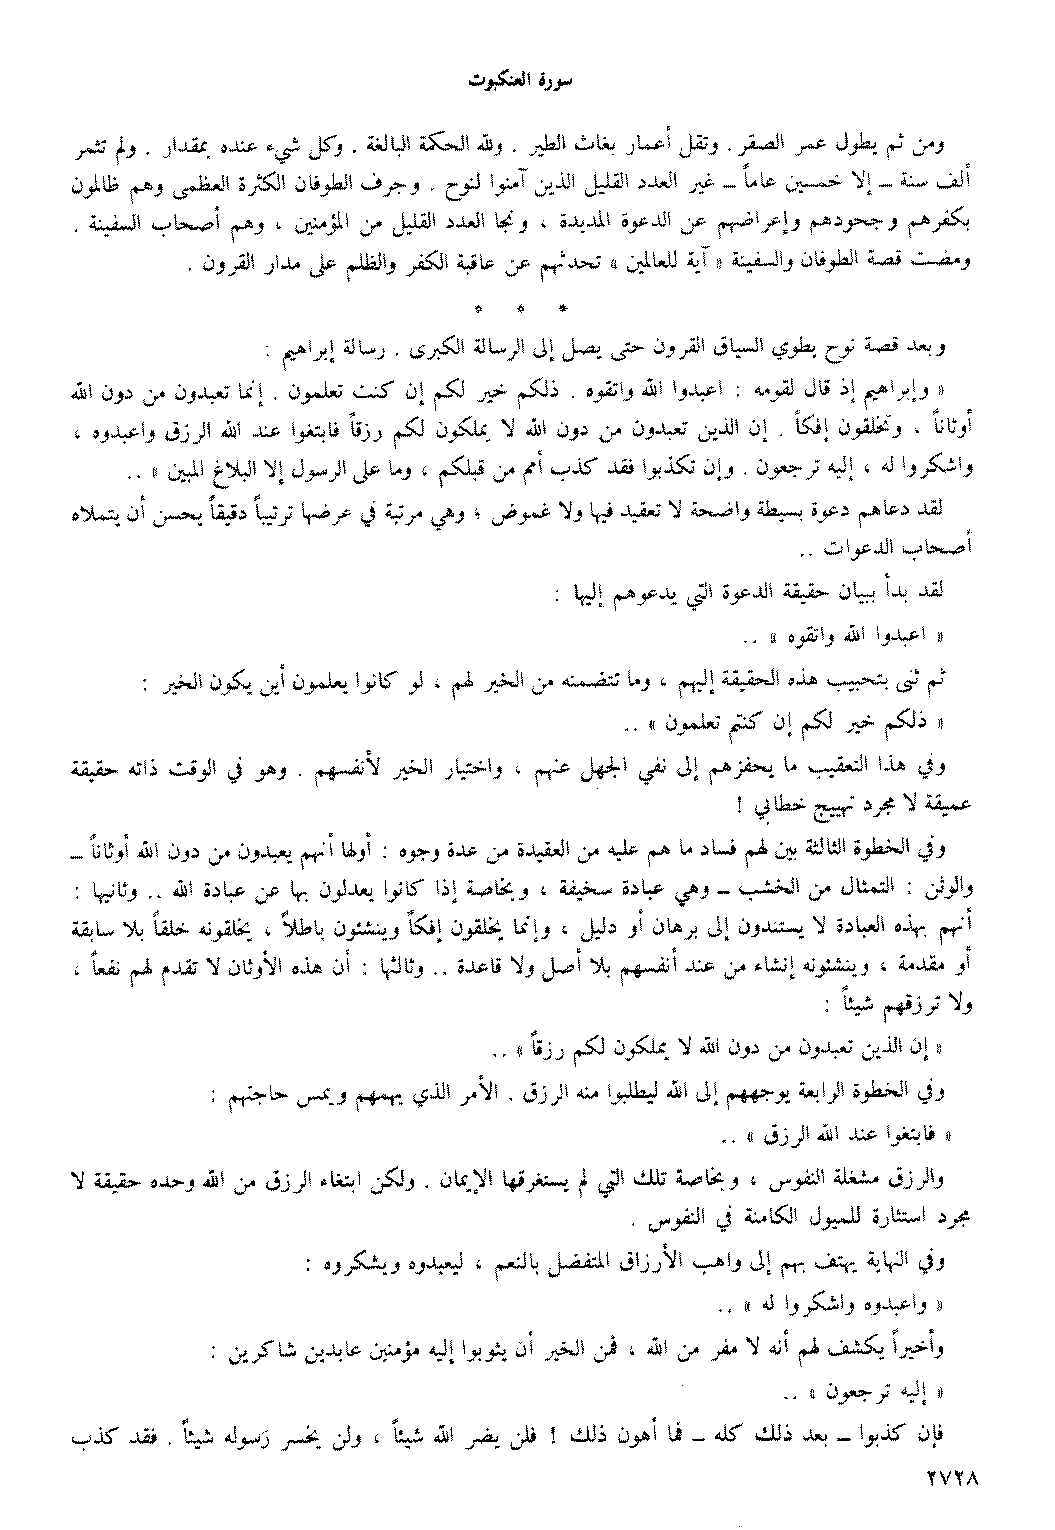 سورة العنكبوت
ومن ثم يطول عمر الصقر . وتقل أعمار بغاث الطير . ولله الحكمة البالغة . وكل شيء عنده بمقدار . ولم تثمر
ألف سنة – إلا خمسين عاماً – غير العدد القليل الذين آمنوا لنوح . وجرف الطوفان الكثرة العظمى وهم ظالمون
بكفرهم وجحودهم وإعراضهم عن الدعوة المديدة ، ونجا العدد القليل من المؤمنين ، وهم أصحاب السفينة .
ومضت قصة الطوفان والسفينة « آية للعالمين » تحدثهم عن عاقبة الكفر والظلم على مدار القرون .
* * *
وبعد قصة نوح يطوي السياق القرون حتى يصل إلى الرسالة الكبرى . رسالة إبراهيم :
« وإبراهيم إذ قال لقومه : اعبدوا الله واتقوه . ذلكم خير لكم إن كنت تعلمون . إنما تعبدون من دون الله
أوثاناً ، وتخلقون إفكاً . إن الذين تعبدون من دون الله لا يملكون لكم رزقاً فابتغوا عند الله الرزق واعبدوه ،
واشكروا له ، إليه ترجعون . وإن تكذبوا فقد كذب أمم من قبلكم ، وما على الرسول إلا البلاغ المبين » ..
لقد دعاهم دعوة بسيطة واضحة لا تعقيد فيها ولا غموض ؛ وهي مرتبة في عرضها ترتيباً دقيقاً يحسن أن يتملاه
أصحاب الدعوات ..
لقد بدأ ببيان حقيقة الدعوة التي يدعوهم إليها :
« اعبدوا الله واتقوه » ..
ثم ثنى بتحبيب هذه الحقيقة إليهم ، وما تتضمنه من الخير لهم ، لو كانوا يعلمون أين يكون الخير :
« ذلكم خير لكم إن كنتم تعلمون » ..
وفي هذا التعقيب ما يحفزهم إلى نفي الجهل عنهم ، واختيار الخير لأنفسهم . وهو في الوقت ذاته حقيقة
عميقة لا مجرد تهييج خطابي !
وفي الخطوة الثالثة بين لهم فساد ما هم عليه من العقيدة من عدة وجوه : أولها أنهم يعبدون من دون الله أوثاناً –
والوثن : التمثال من الخشب – وهي عبادة سخيفة ، وبخاصة إذا كانوا يعدلون بها عن عبادة الله .. وثانيها :
أنهم بهذه العبادة لا يستندون إلى برهان أو دليل ، وإنما يخلقون إفكاً وينشئون باطلاً ، يخلقونه خلقاً بلا سابقة
أو مقدمة ، وينشئونه إنشاء من عند أنفسهم بلا أصل ولا قاعدة .. وثالثها : أن هذه الأوثان لا تقدم لهم نفعاً ،
ولا ترزقهم شيئاً :
« إن الذين تعبدون من دون الله لا يملكون لكم رزقاً » ..
وفي الخطوة الرابعة يوجههم إلى الله ليطلبوا منه الرزق . الأمر الذي يهمهم ويمس حاجتهم :
« فابتغوا عند الله الرزق » ..
والرزق مشغلة النفوس ، وبخاصة تلك التي لم يستغرقها الإيمان . ولكن ابتغاء الرزق من الله وحده حقيقة لا
مجرد استثارة للميول الكامنة في النفوس .
وفي النهاية يهتف بهم إلى واهب الأرزاق المتفضل بالنعم ، ليعبدوه ويشكروه :
« واعبدوه واشكروا له » ..
وأخيراً يكشف لهم أنه لا مفر من الله ، فمن الخير أن يثوبوا إليه مؤمنين عابدين شاكرين :
« إليه ترجعون » ..
فإن كذبوا – بعد ذلك كله – فما أهون ذلك ! فلن يضر الله شيئاً ، ولن يخسر رسوله شيئاً . فقد كذب
٢٧٢٨